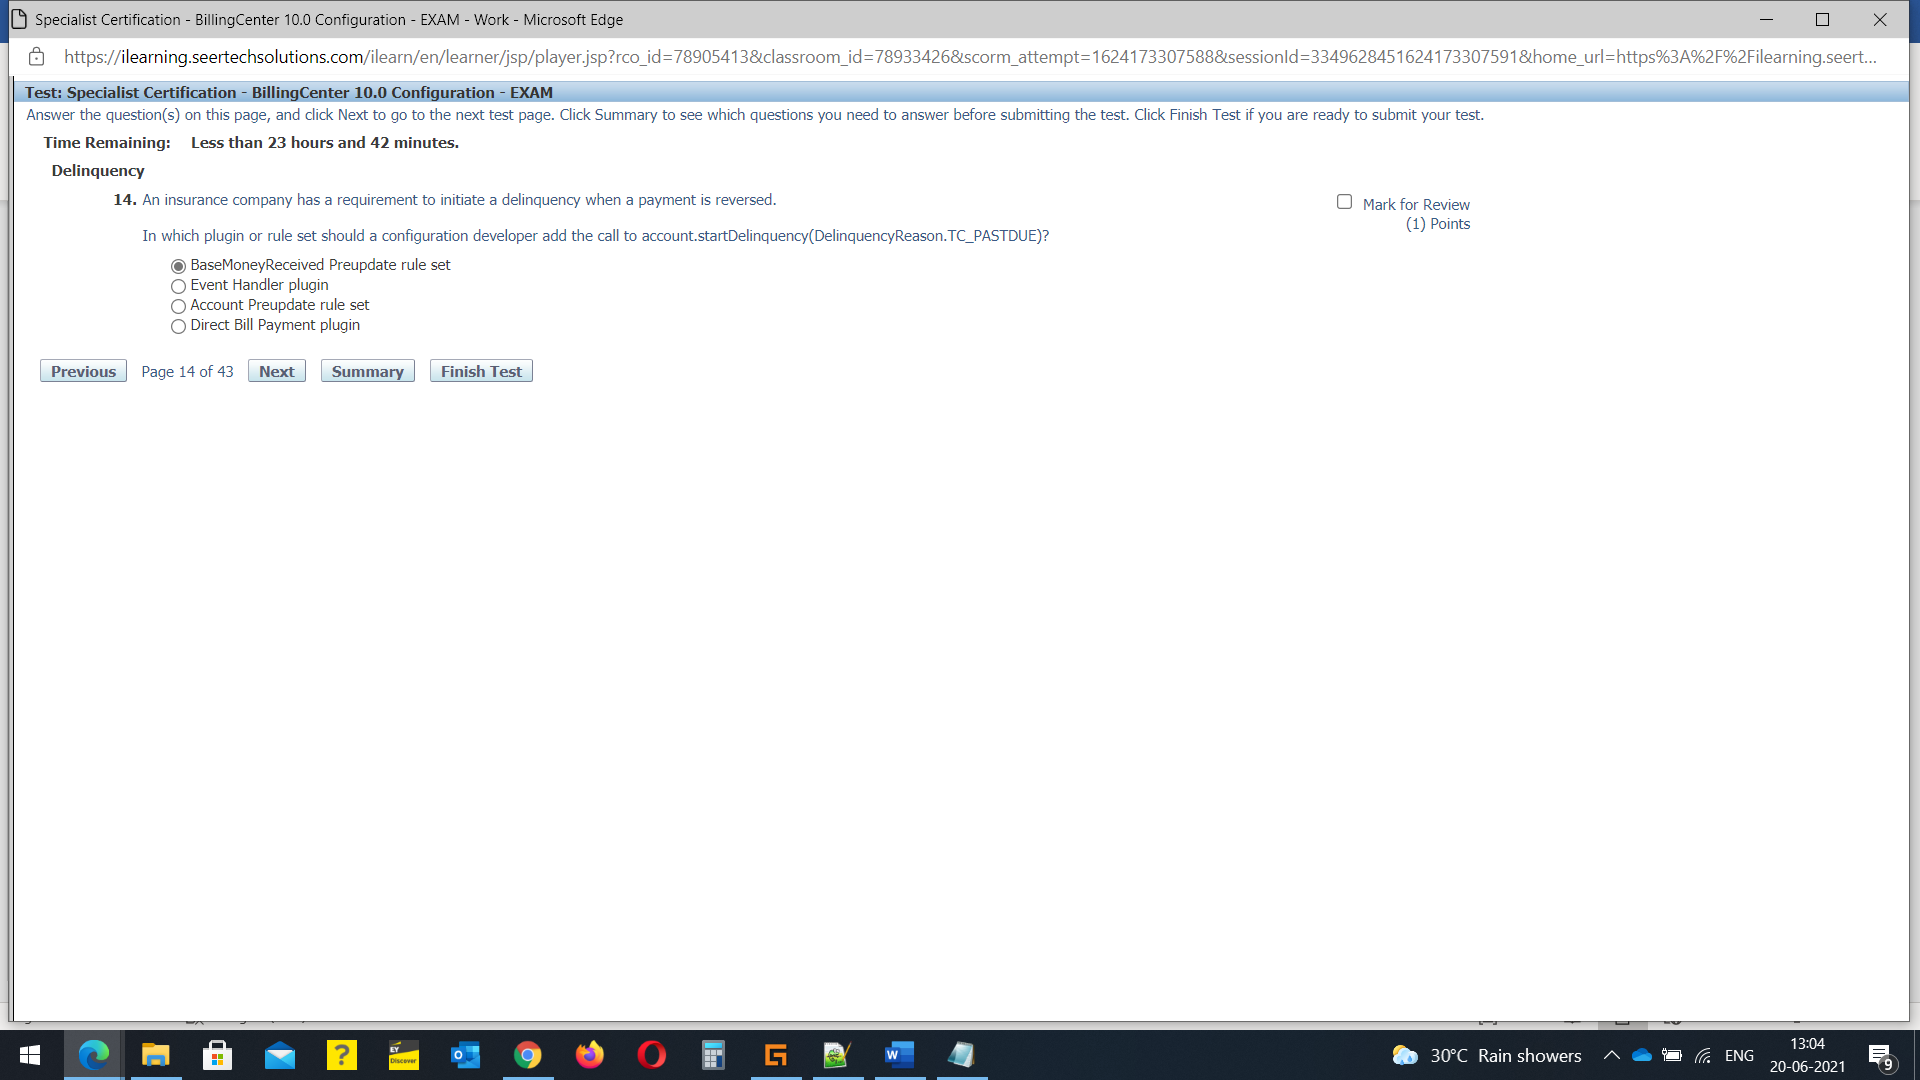 Specialist Certification - BillingCenter 10.0 Configuration - EXAM - Work - Microsoft Edge
https://ilearning.seertechsolutions.com/ilearn/en/learner/jsp/player.jsp?rco_id=78905413&classroom_id=78933426&scorm_attempt=1624173307588&sessionId=3349628451624173307591&home_url=https%3A%2F%2Filearning.seert...
Test: Specialist Certification - BillingCenter 10.0 Configuration - EXAM
Answer the question(s) on this page, and click Next to go to the next test page. Click Summary to see which questions you need to answer before submitting the test. Click Finish Test if you are ready to submit your test.
Time Remaining: Less than 23 hours and 42 minutes.
Delinquency
14. An insurance company has a requirement to initiate a delinquency when a payment is reversed.
Mark for Review
(1) Points
In which plugin or rule set should a configuration developer add the call to account.startDelinquency(DelinquencyReason.TC_PASTDUE)?
BaseMoneyReceived Preupdate rule set
Event Handler plugin
Account Preupdate rule set
Direct Bill Payment plugin
Previous Page 14 of 43 Next Summary Finish Test
EY
Discover
30°C Rain showers
ENG
13:04
20-06-2021
9